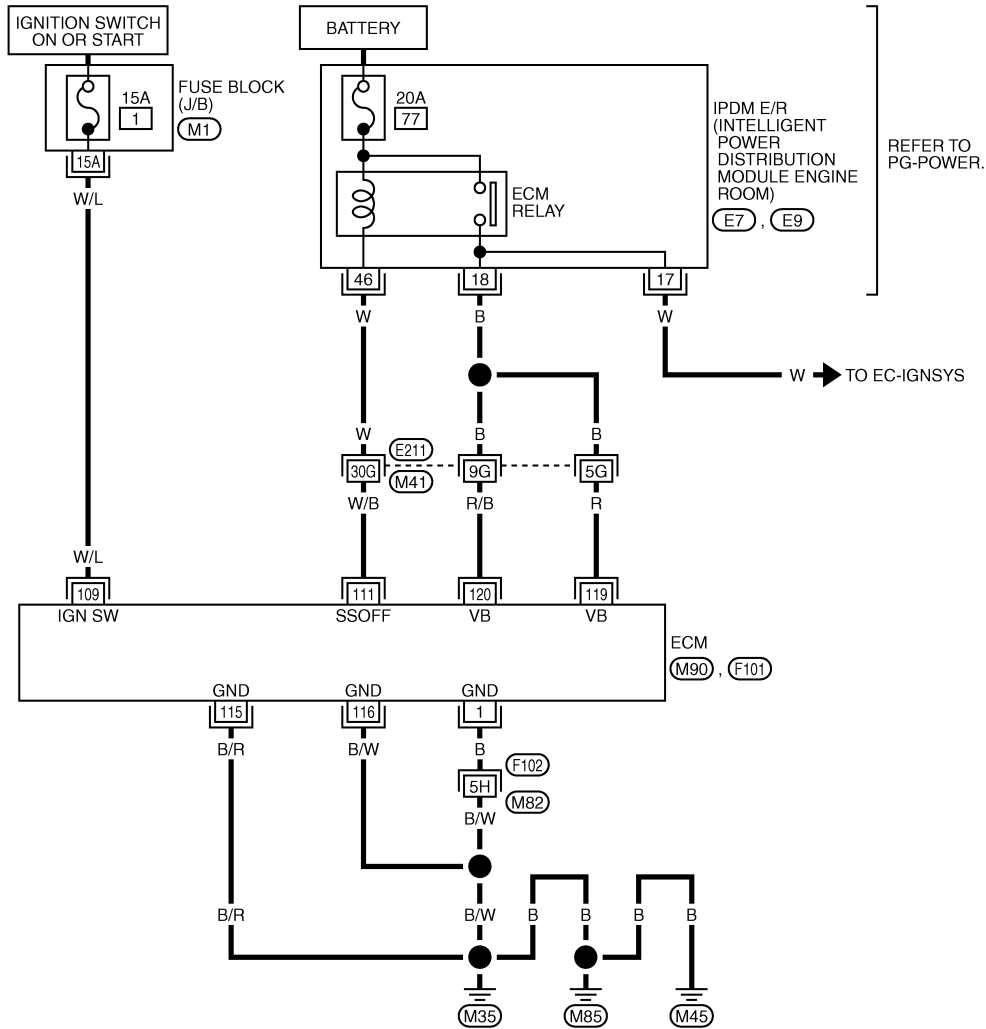 IGNITION SWITCH
ON OR START
BATTERY
FUSE BLOCK
(J/B)
M1
15A
1
15A
20A
77
ECM
RELAY
IPDM E/R
(INTELLIGENT
POWER
DISTRIBUTION
MODULE ENGINE
ROOM)
E7 , E9
REFER TO
PG-POWER.
46
18
17
W/L
W
B
W
W
TO EC-IGNSYS
W
B
B
E211
30G
9G
5G
M41
W/B
R/B
R
W/L
109
111
120
119
IGN SW
SSOFF
VB
VB
ECM
M90 , F101
GND
GND
GND
115
116
1
B/R
B/W
B
F102
5H
M82
B/W
B/R
B/W
B
B
B
B
M35
M85
M45